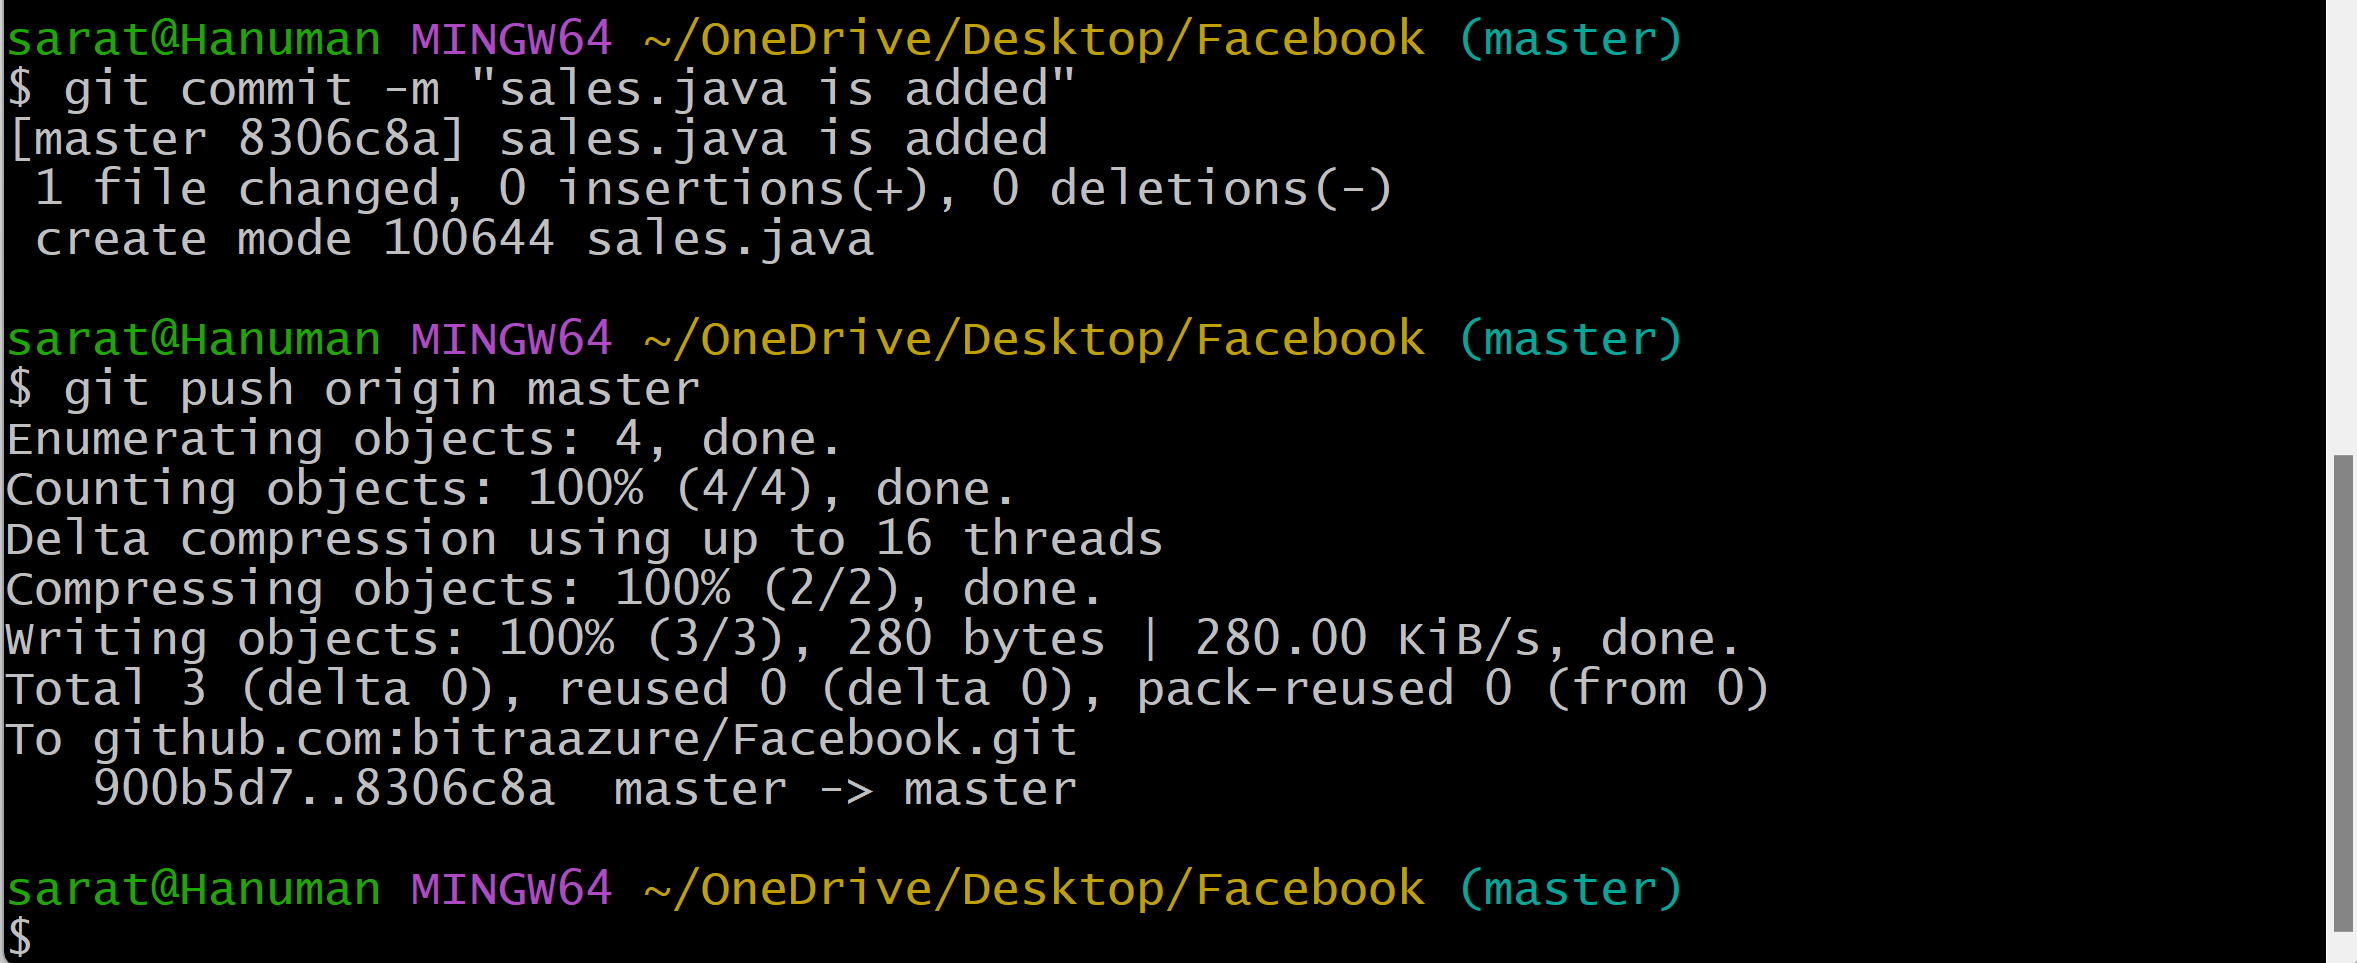 sarat@Hanuman MINGW64 ~/OneDrive/Desktop/Facebook (master)
$ git commit -m "sales.java is added"
[master 8306c8a] sales.java is added
 1 file changed, 0 insertions(+), 0 deletions(-)
 create mode 100644 sales.java

sarat@Hanuman MINGW64 ~/OneDrive/Desktop/Facebook (master)
$ git push origin master
Enumerating objects: 4, done.
Counting objects: 100% (4/4), done.
Delta compression using up to 16 threads
Compressing objects: 100% (2/2), done.
Writing objects: 100% (3/3), 280 bytes | 280.00 KiB/s, done.
Total 3 (delta 0), reused 0 (delta 0), pack-reused 0 (from 0)
To github.com:bitraazure/Facebook.git
   900b5d7..8306c8a  master -> master

sarat@Hanuman MINGW64 ~/OneDrive/Desktop/Facebook (master)
$